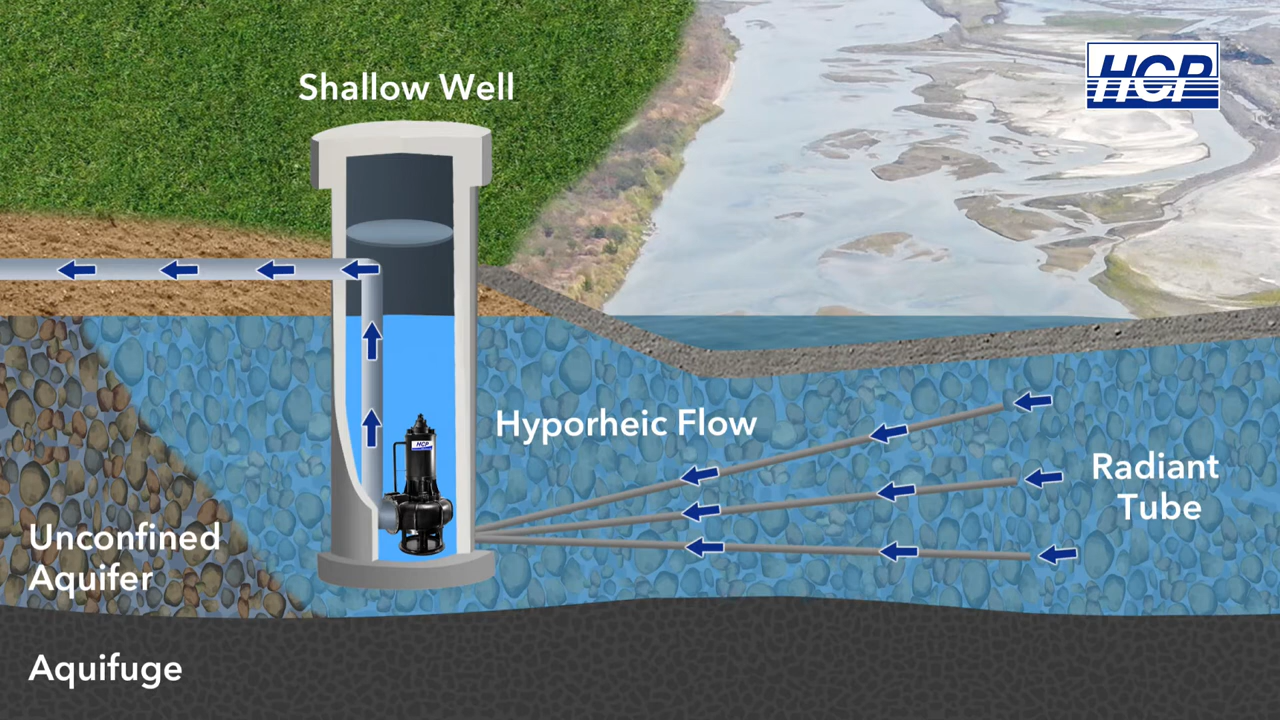 Shallow Well
HCP
HCP
Hyporheic Flow
Radiant
Tube
Unconfined
Aquifer
Aquifuge